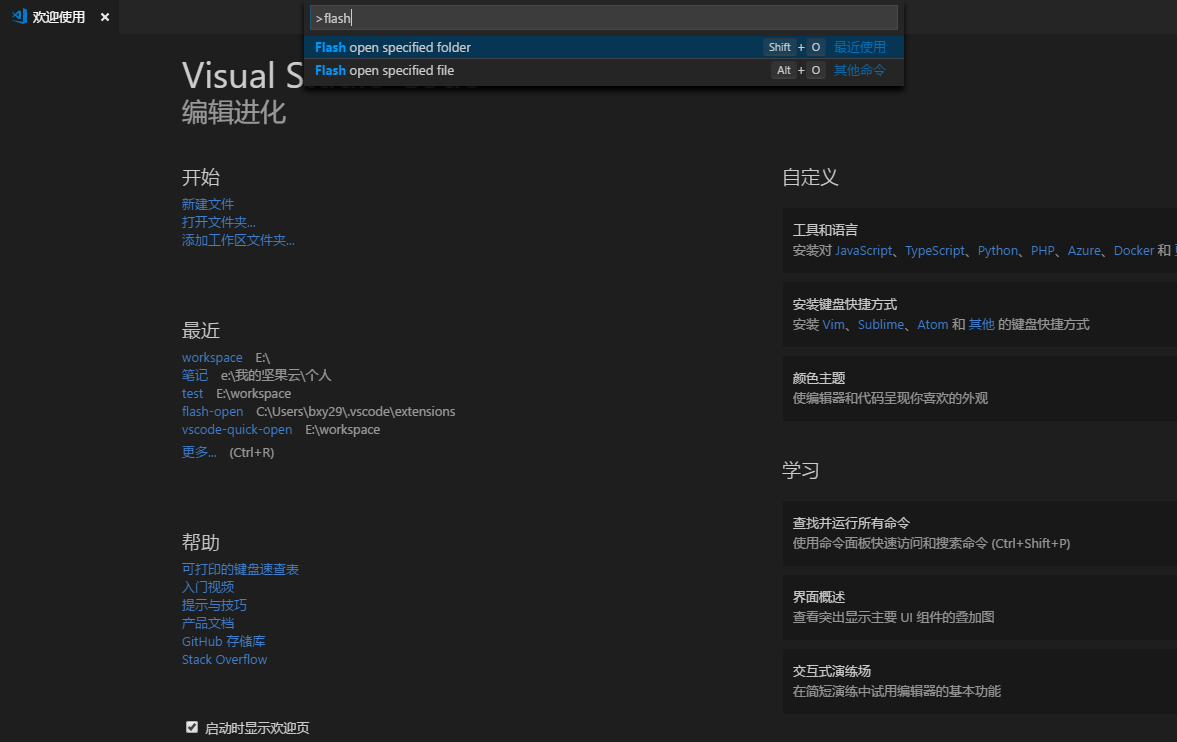 欢迎使用
>flash
Flash open specified folder Shift + O 最近使用
Flash open specified file Alt + O 其他命令
Visual S
编辑进化
开始
新建文件
打开文件夹...
添加工作区文件夹...
最近
workspace E:\
笔记 e:\我的坚果云\个人
test E:\workspace
flash-open C:\Users\bxy29\.vscode\extensions
vscode-quick-open E:\workspace
更多... (Ctrl+R)
帮助
可打印的键盘速查表
入门视频
提示与技巧
产品文档
GitHub 存储库
Stack Overflow
启动时显示欢迎页
自定义
工具和语言
安装对 JavaScript、TypeScript、Python、PHP、Azure、Docker 和
安装键盘快捷方式
安装 Vim、Sublime、Atom 和 其他 的键盘快捷方式
颜色主题
使编辑器和代码呈现你喜欢的外观
学习
查找并运行所有命令
使用命令面板快速访问和搜索命令 (Ctrl+Shift+P)
界面概述
查看突出显示主要 UI 组件的叠加图
交互式演练场
在简短演练中试用编辑器的基本功能